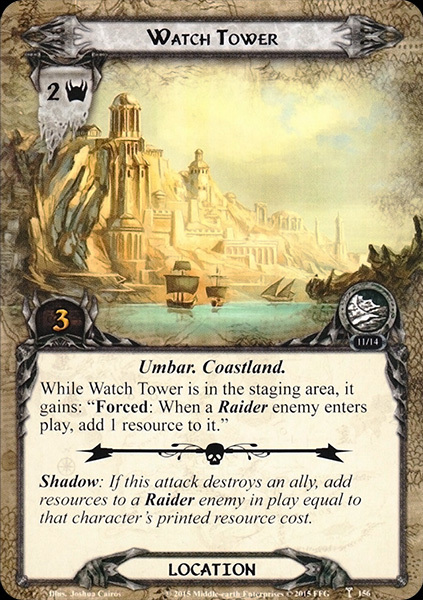 WATCH TOWER
2
3
11/14
Umbar. Coastland.
While Watch Tower is in the staging area, it
gains: “Forced: When a Raider enemy enters
play, add 1 resource to it.”
Shadow: If this attack destroys an ally, add
resources to a Raider enemy in play equal to
that character’s printed resource cost.
LOCATION
Illus. Joshua Cairós
© 2015 Middle-earth Enterprises © 2015 FFG
156